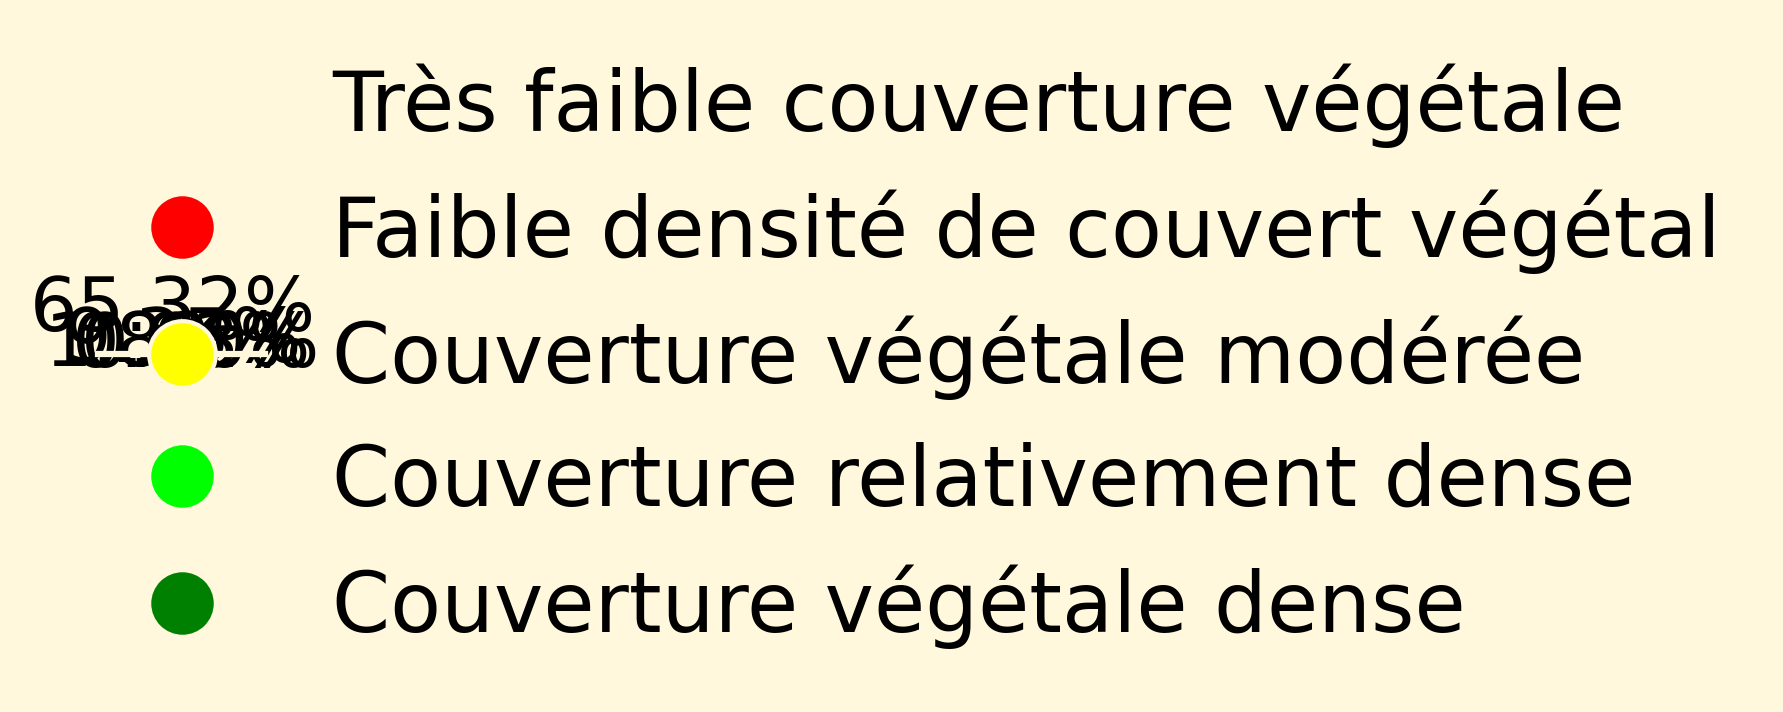 Très faible couverture végétale
Faible densité de couvert végétal
65.32%
Couverture végétale modérée
Couverture relativement dense
Couverture végétale dense